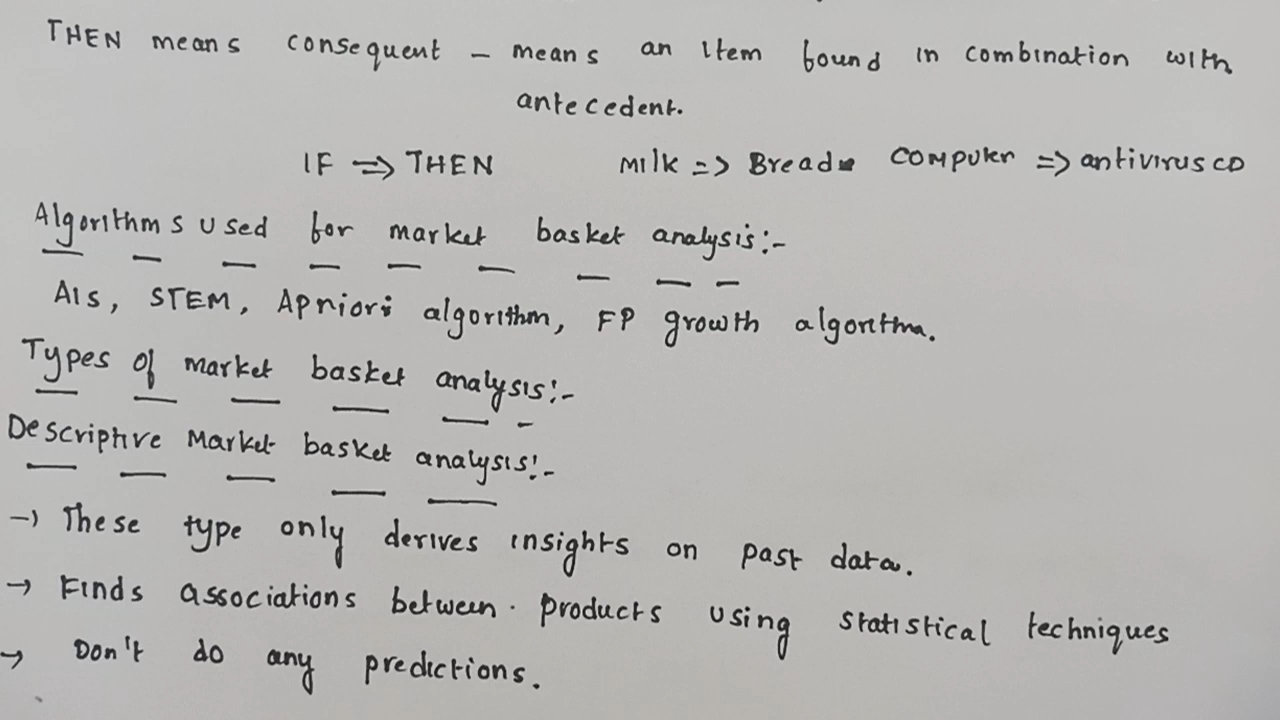 THEN means consequent - means an item found in combination with
antecedent.
IF => THEN Milk => Bread computer => antivirus CD
Algorithms used for market basket analysis:-
AIS, STEM, Apriori algorithm, FP growth algorithm.
Types of market basket analysis:-
Descriptive Market basket analysis:-
→ These type only derives insights on past data.
→ Finds associations between products using statistical techniques
→ Don't do any predictions.